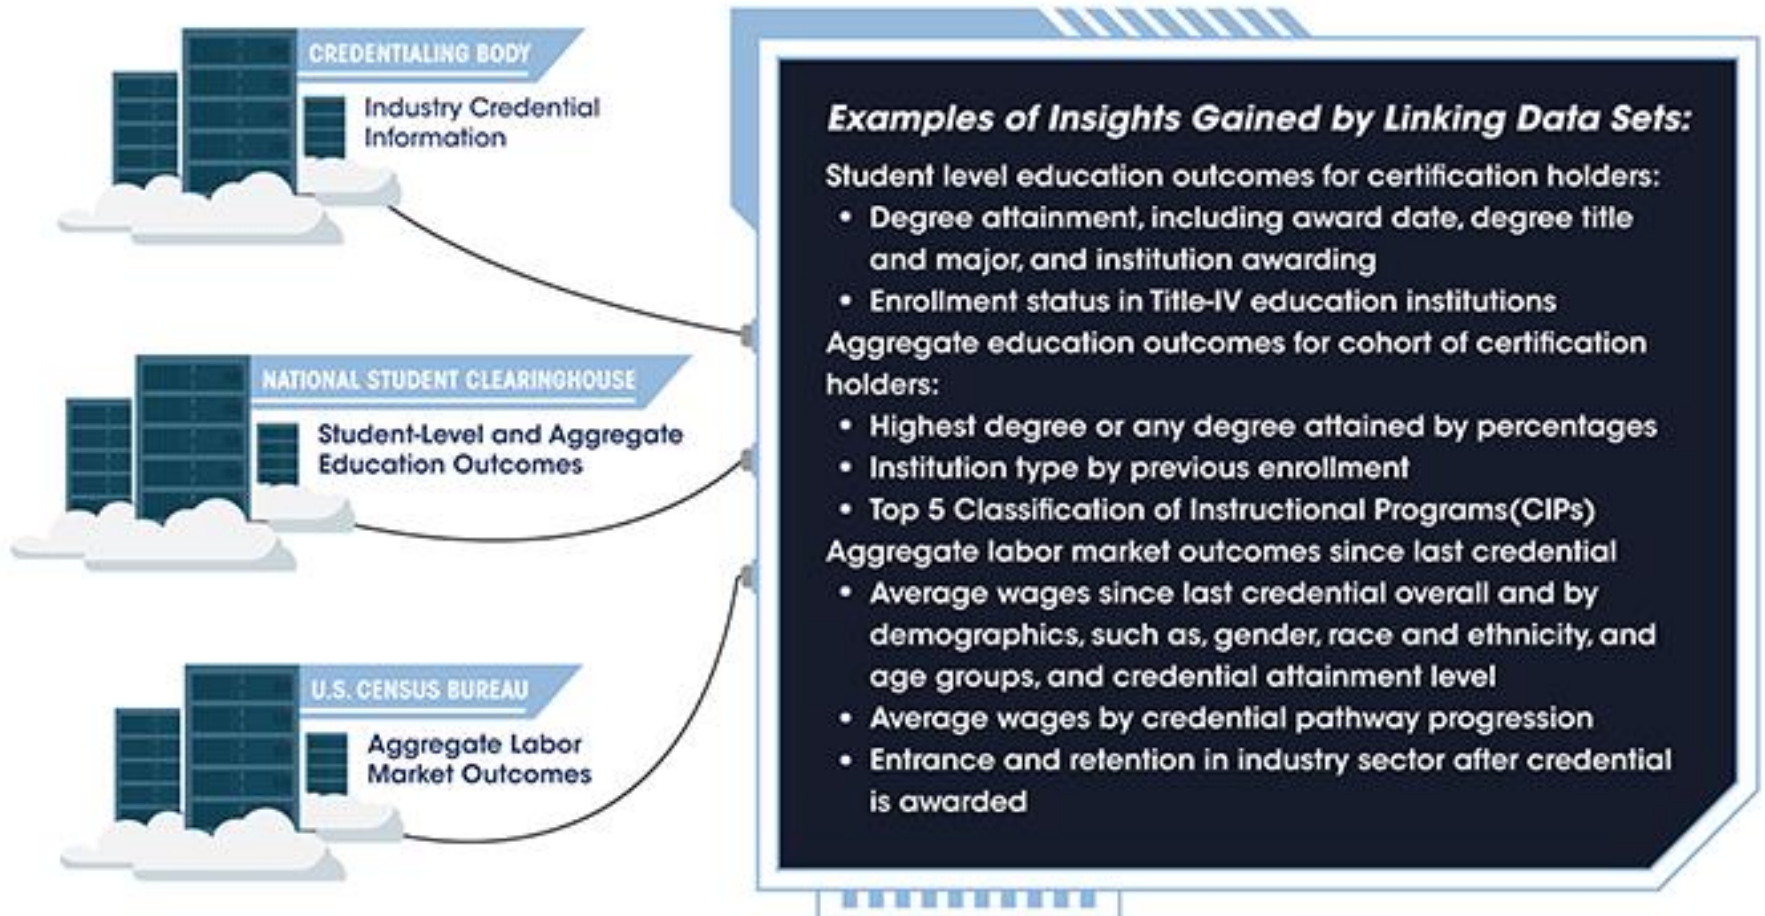 CREDENTIALING BODY
Industry Credential
Information
NATIONAL STUDENT CLEARINGHOUSE
Student-Level and Aggregate
Education Outcomes
U.S. CENSUS BUREAU
Aggregate Labor
Market Outcomes
Examples of Insights Gained by Linking Data Sets:
Student level education outcomes for certification holders:
• Degree attainment, including award date, degree title
and major, and institution awarding
• Enrollment status in Title-IV education institutions
Aggregate education outcomes for cohort of certification
holders:
• Highest degree or any degree attained by percentages
• Institution type by previous enrollment
• Top 5 Classification of Instructional Programs(CIPs)
Aggregate labor market outcomes since last credential
• Average wages since last credential overall and by
demographics, such as, gender, race and ethnicity, and
age groups, and credential attainment level
• Average wages by credential pathway progression
• Entrance and retention in industry sector after credential
is awarded